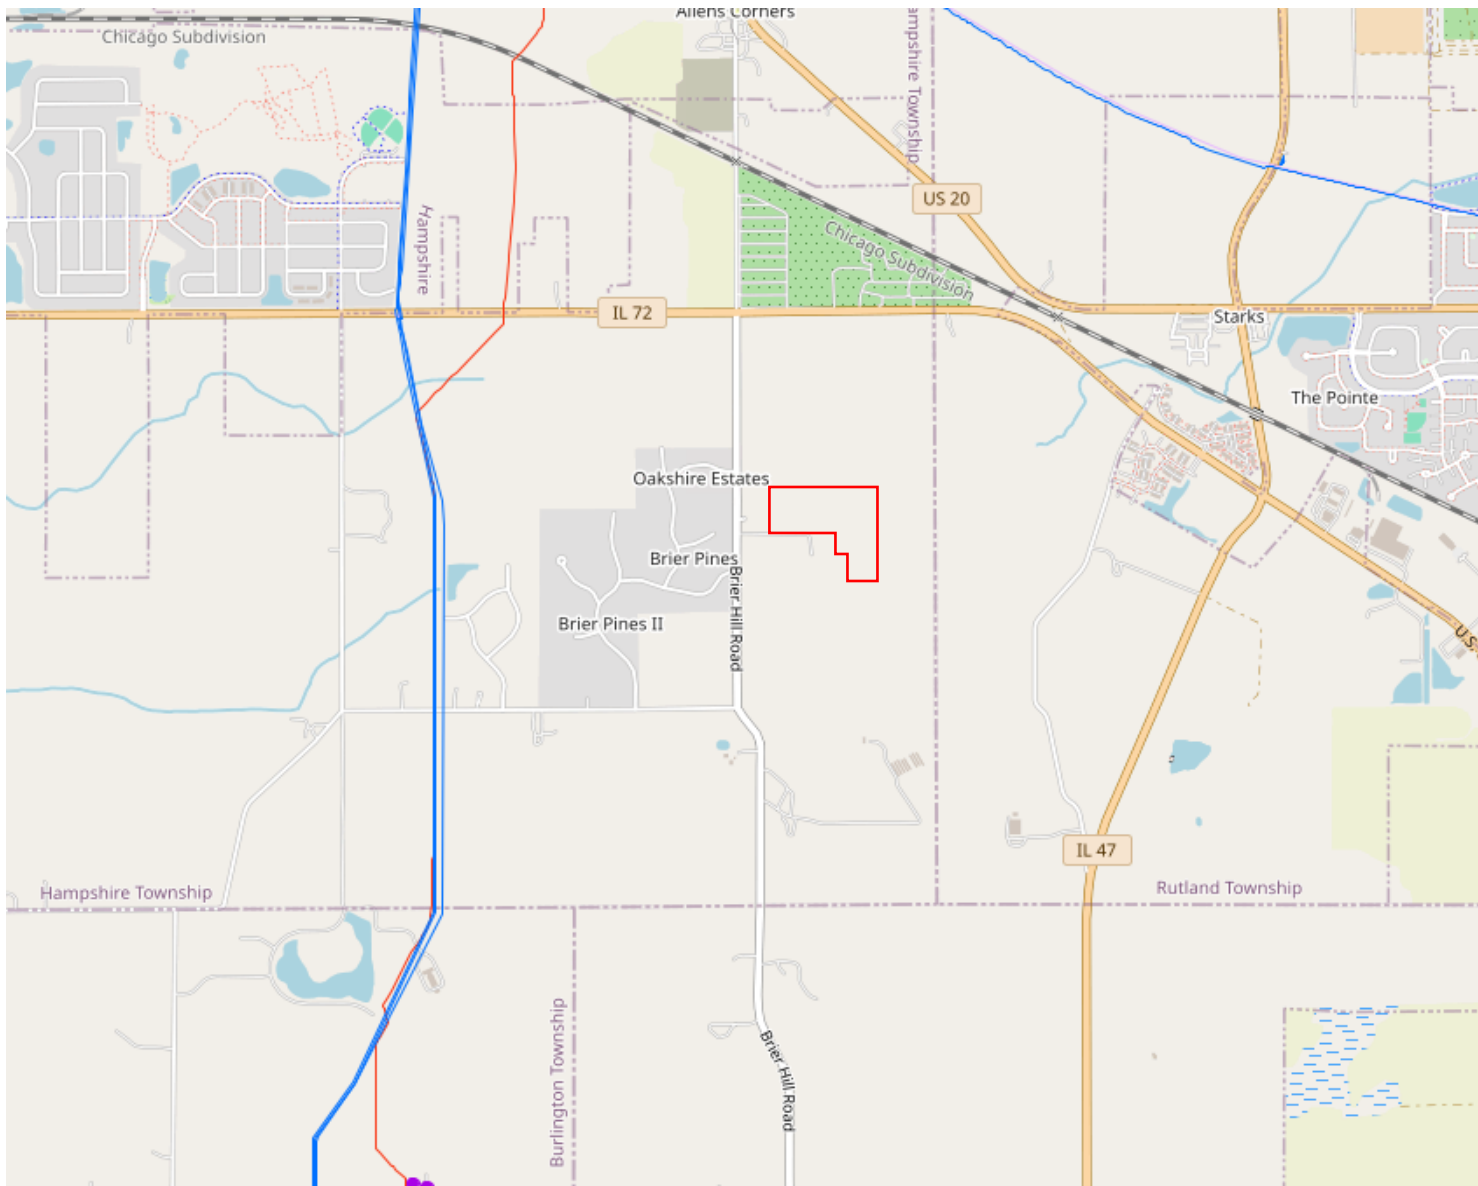 Allens Corners
Chicago Subdivision
Hampshire Township
US 20
Hampshire
Chicago Subdivision
IL 72
Starks
The Pointe
Oakshire Estates
Brier Pines
Brier Hill Road
Brier Pines II
U.S.
IL 47
Hampshire Township
Rutland Township
Burlington Township
Brier Hill Road